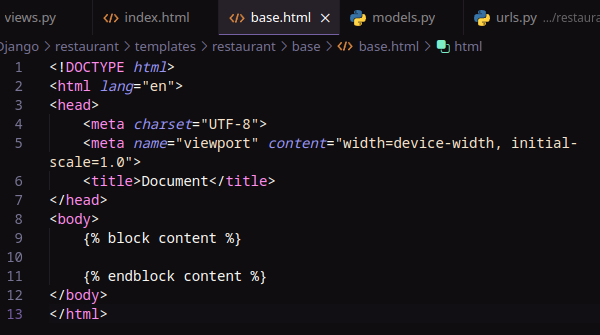 views.py index.html base.html models.py urls.py .../restaura
Django > restaurant > templates > restaurant > base > base.html > html
1 <!DOCTYPE html>
2 <html lang="en">
3 <head>
4 <meta charset="UTF-8">
5 <meta name="viewport" content="width=device-width, initial-
scale=1.0">
6 <title>Document</title>
7 </head>
8 <body>
9 {% block content %}
10
11 {% endblock content %}
12 </body>
13 </html>